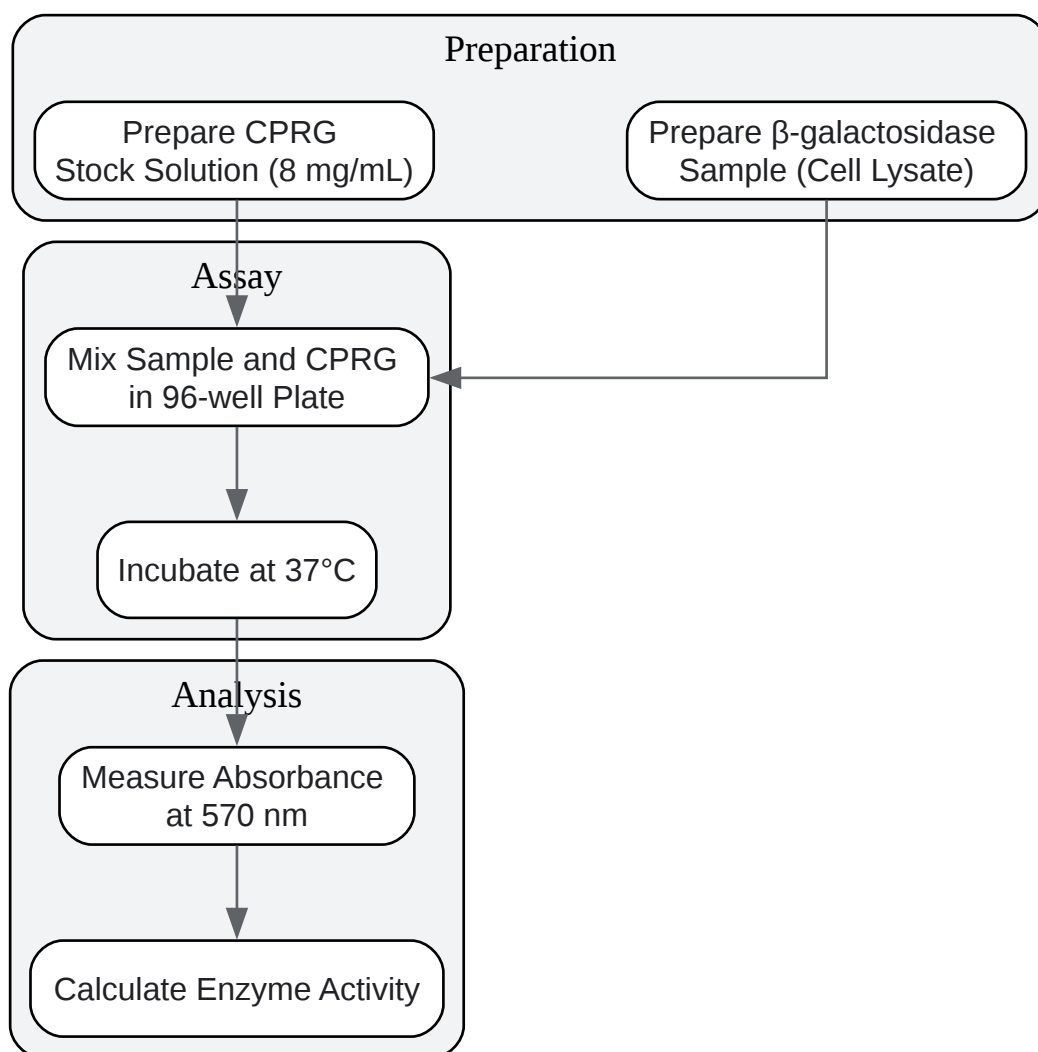 Preparation
Prepare CPRG
Stock Solution (8 mg/mL)
Prepare β-galactosidase
Sample (Cell Lysate)
Assay
Mix Sample and CPRG
in 96-well Plate
Incubate at 37°C
Analysis
Measure Absorbance
at 570 nm
Calculate Enzyme Activity